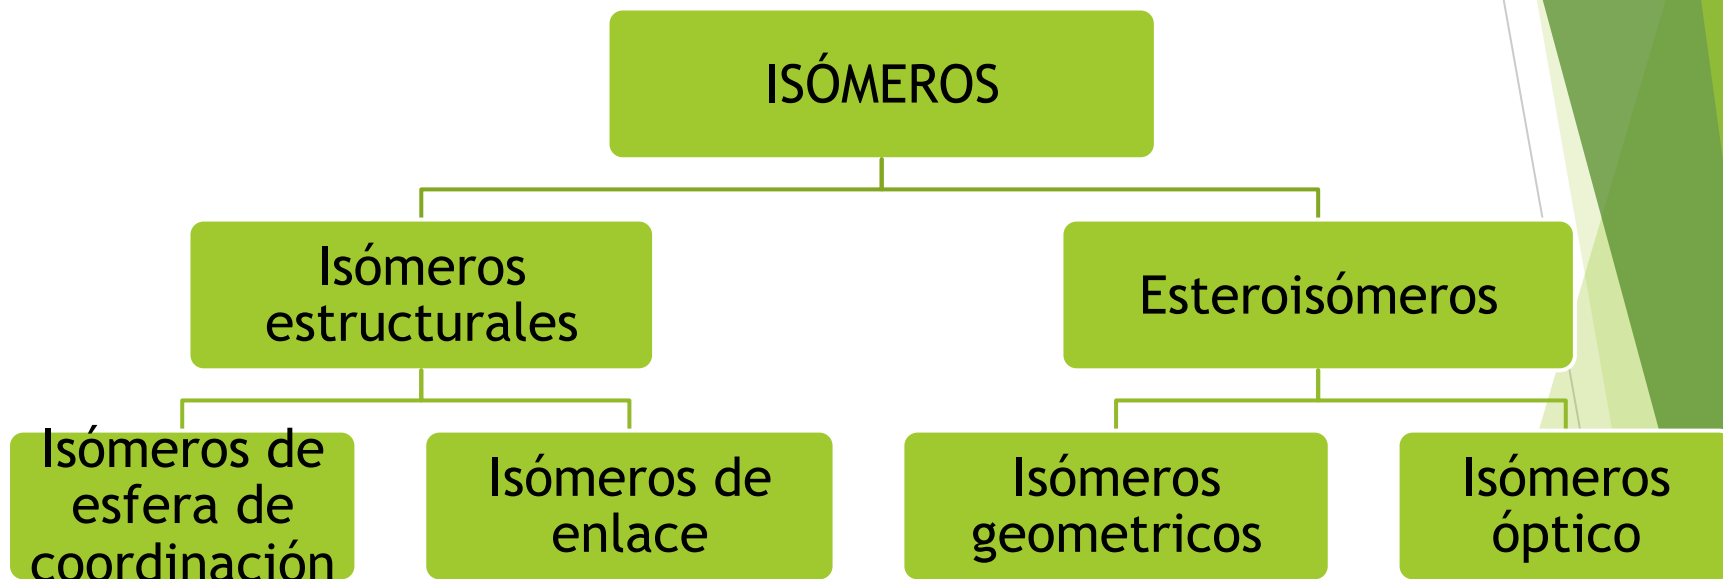 ISÓMEROS
Isómeros
estructurales
Esteroisómeros
Isómeros de
esfera de
coordinación
Isómeros de
enlace
Isómeros
geometricos
Isómeros
óptico